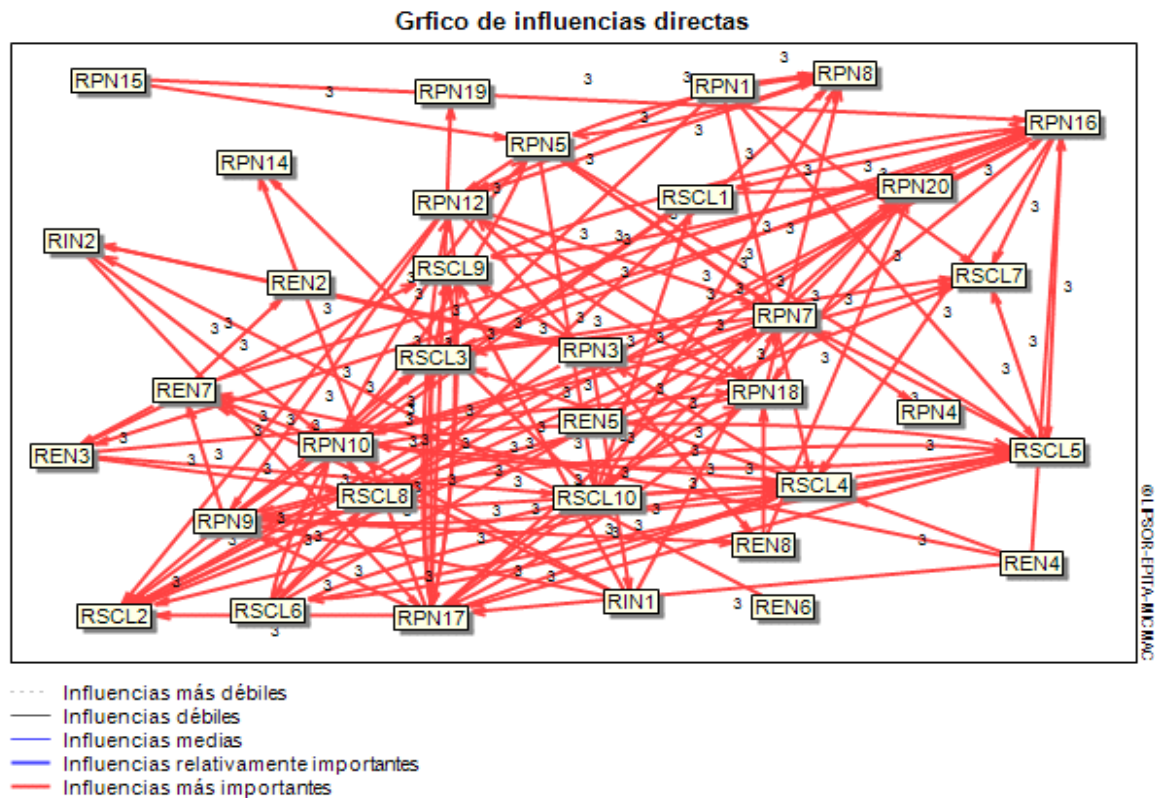 Grfico de influencias directas
RPN15
RPN19
RPN1
RPN8
RPN16
RPN5
RPN14
RPN20
RSCL1
RPN12
RIN2
RSCL9
RSCL7
REN2
RPN7
RPN3
RSCL3
REN7
RPN18
RPN4
REN5
RPN10
REN3
RSCL5
RSCL8
RSCL10
RSCL4
RPN9
REN8
REN4
RSCL2
RSCL6
RPN17
RIN1
REN6
3
© LIPSOR-EPITA-MICMAC
Influencias más débiles
Influencias débiles
Influencias medias
Influencias relativamente importantes
Influencias más importantes